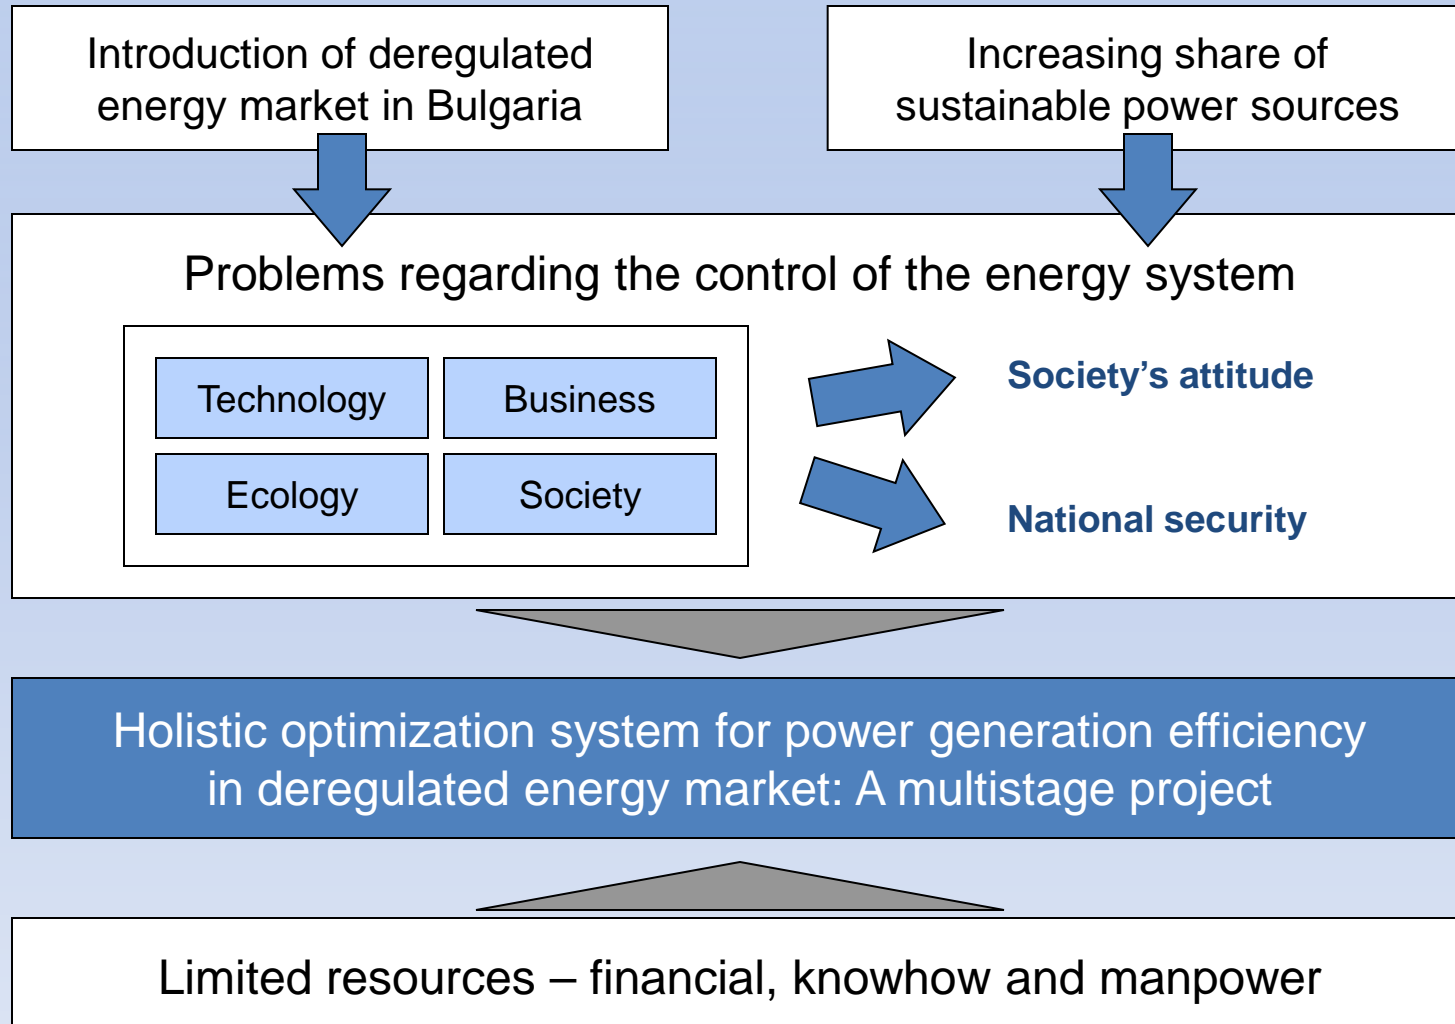 Introduction of deregulated
energy market in Bulgaria
Increasing share of
sustainable power sources
Problems regarding the control of the energy system
Technology
Business
Ecology
Society
Society’s attitude
National security
Holistic optimization system for power generation efficiency
in deregulated energy market: A multistage project
Limited resources – financial, knowhow and manpower